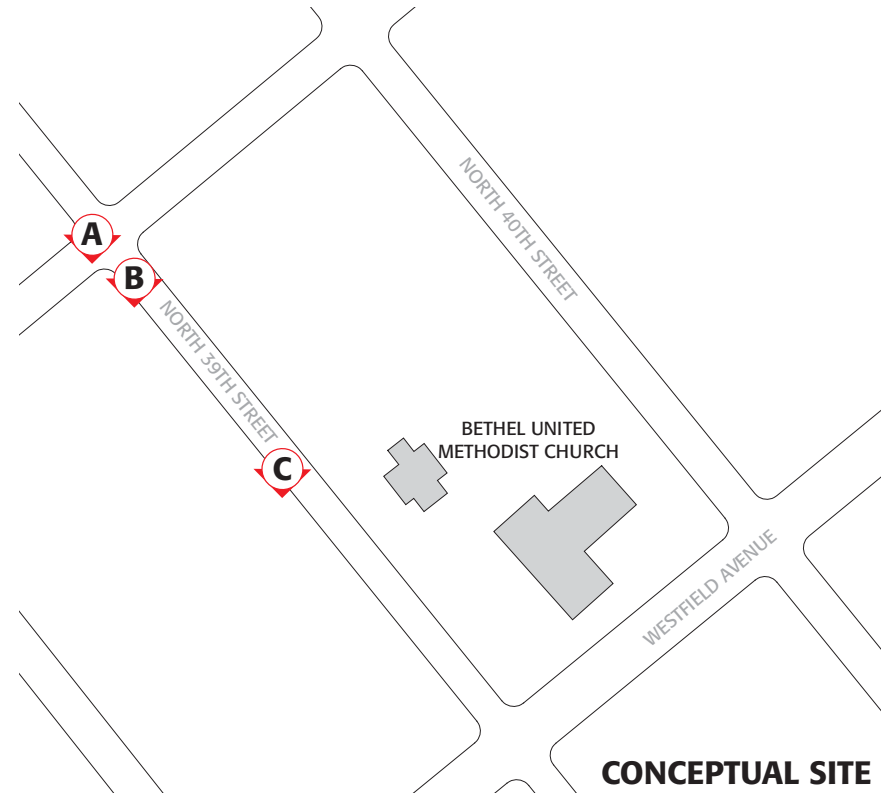 NORTH 40TH STREET
A
B
NORTH 39TH STREET
BETHEL UNITED
METHODIST CHURCH
C
WESTFIELD AVENUE
CONCEPTUAL SITE